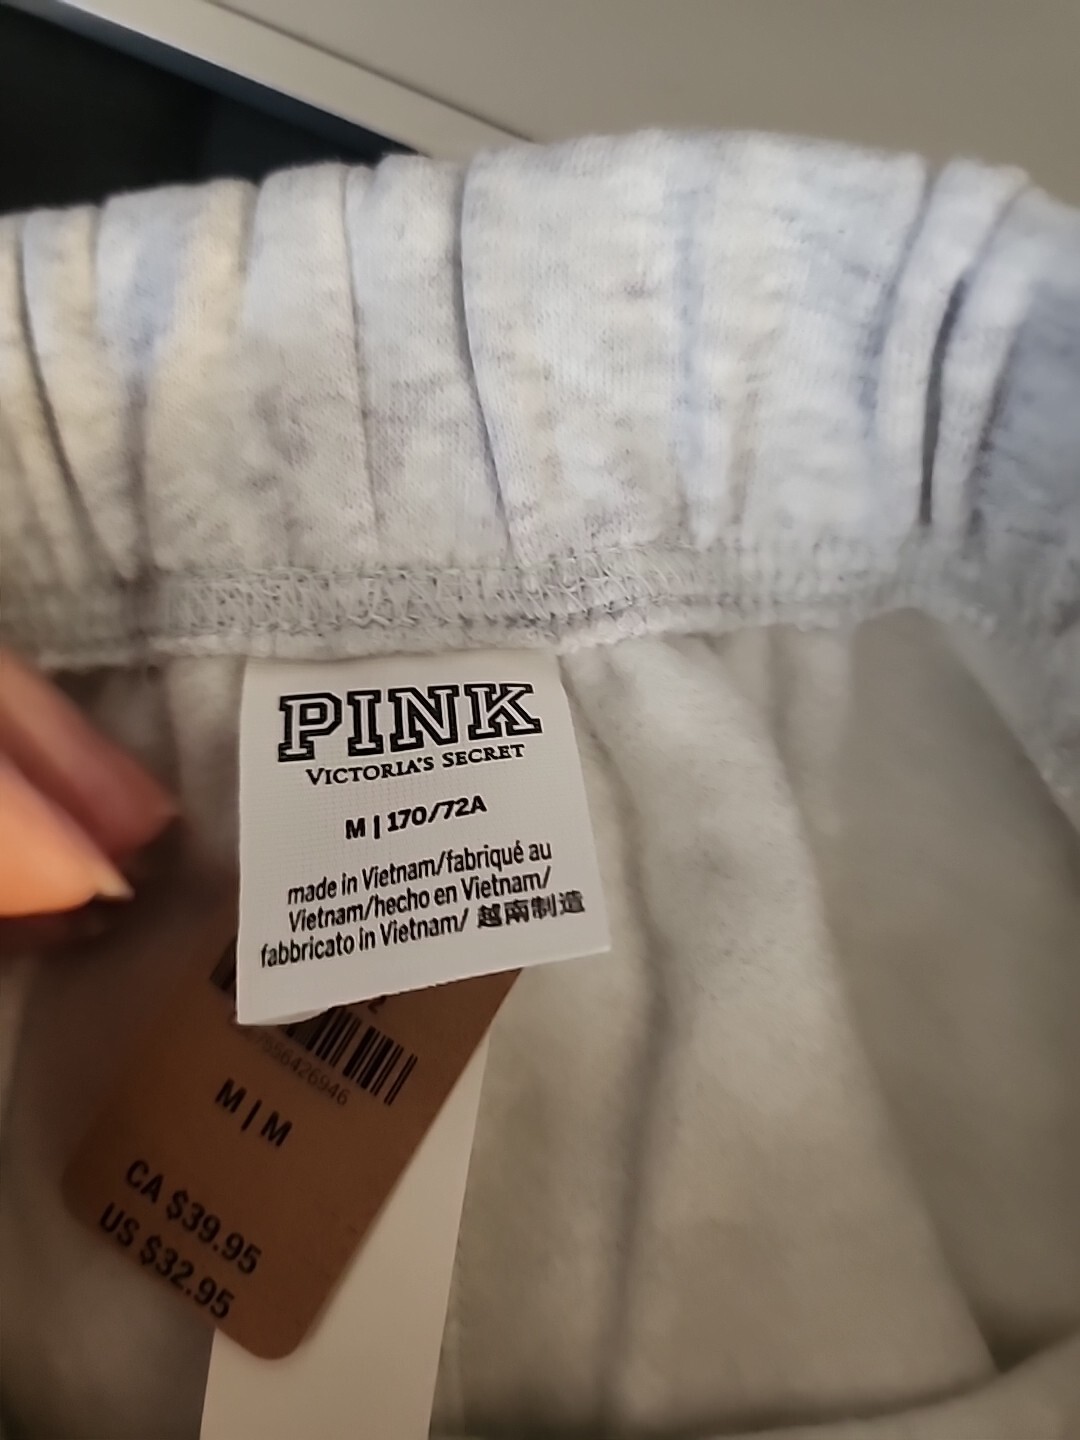 PINK
VICTORIA'S SECRET
M | 170/72A
made in Vietnam/fabriqué au
Vietnam/hecho en Vietnam/
fabbricato in Vietnam/ 越南制造
M | M
CA $39.95
US $32.95